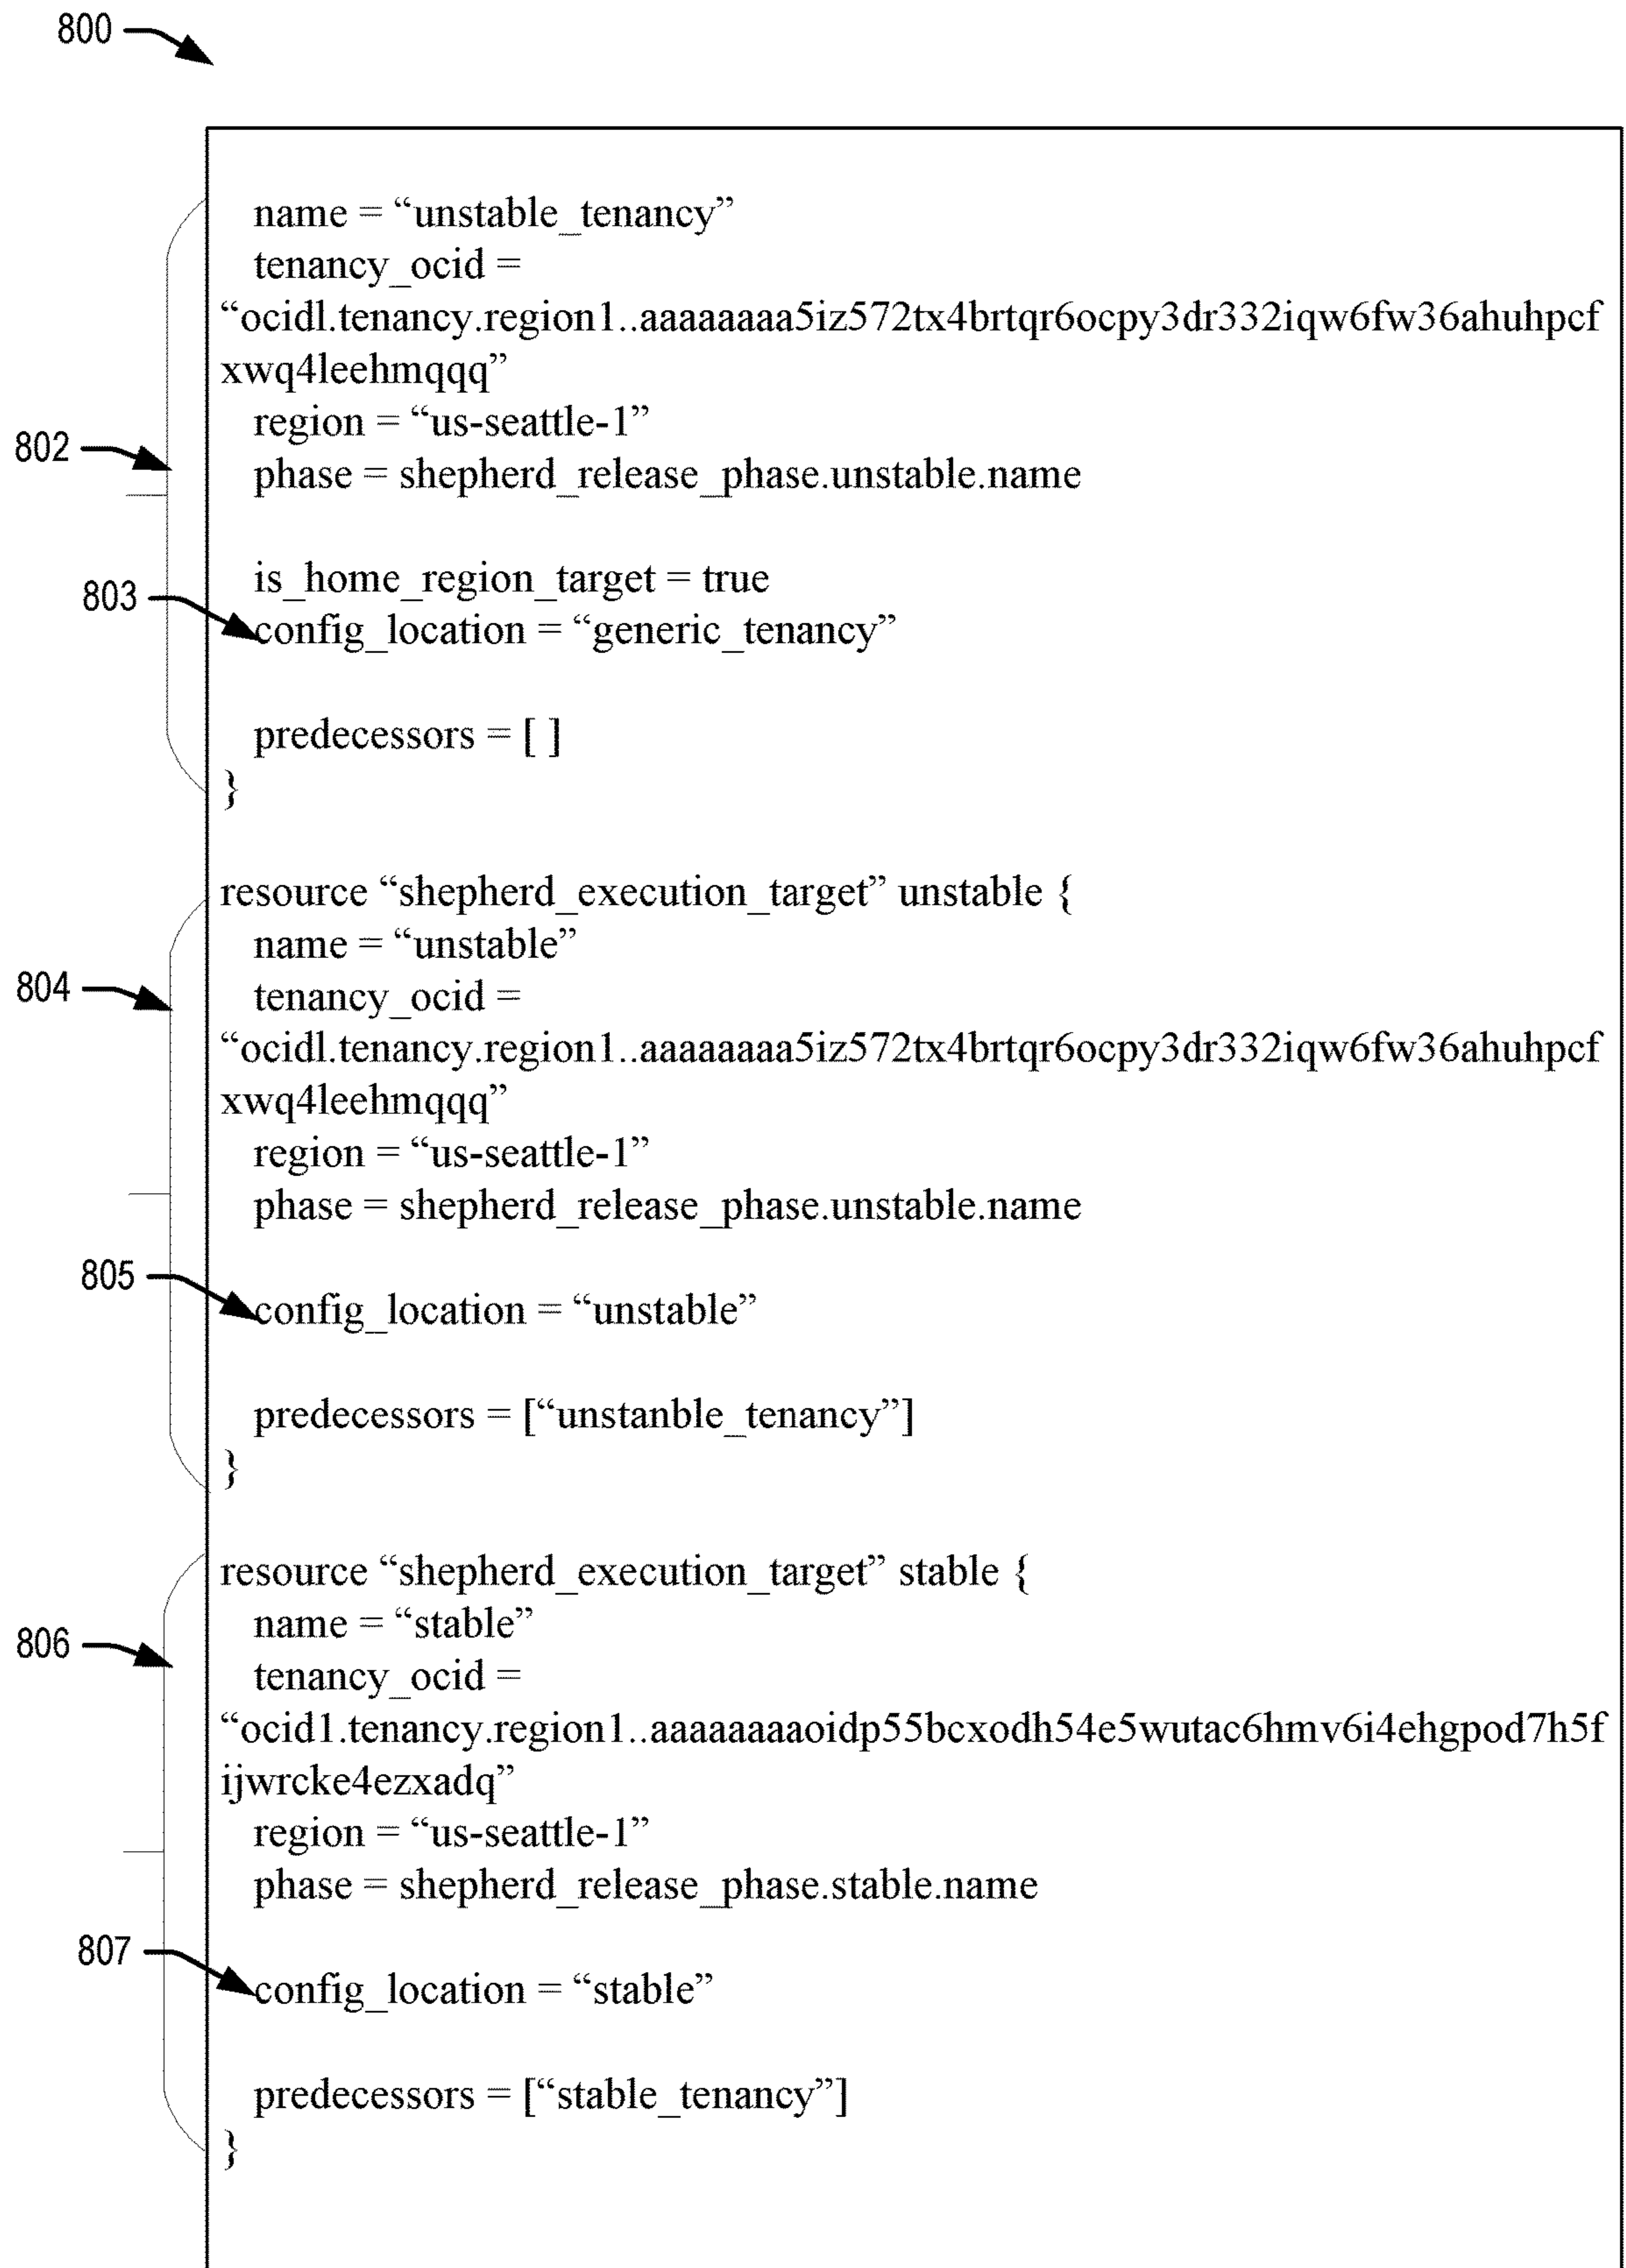 800
name = “unstable_tenancy”
tenancy_ocid =
“ocidl.tenancy.region1..aaaaaaaa5iz572tx4brtqr6ocpy3dr332iqw6fw36ahuhpcf
xwq4leehmqqq”
region = “us-seattle-1”
802
phase = shepherd_release_phase.unstable.name
is_home_region_target = true
803
config_location = “generic_tenancy”
predecessors = [ ]
}
resource “shepherd_execution_target” unstable {
name = “unstable”
804
tenancy_ocid =
“ocidl.tenancy.region1..aaaaaaaa5iz572tx4brtqr6ocpy3dr332iqw6fw36ahuhpcf
xwq4leehmqqq”
region = “us-seattle-1”
phase = shepherd_release_phase.unstable.name
805
config_location = “unstable”
predecessors = [“unstanble_tenancy”]
}
resource “shepherd_execution_target” stable {
name = “stable”
806
tenancy_ocid =
“ocid1.tenancy.region1..aaaaaaaaoidp55bcxodh54e5wutac6hmv6i4ehgpod7h5f
ijwrcke4ezxadq”
region = “us-seattle-1”
phase = shepherd_release_phase.stable.name
807
config_location = “stable”
predecessors = [“stable_tenancy”]
}